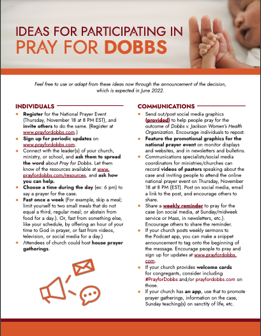 IDEAS FOR PARTICIPATING IN
PRAY FOR DOBBS
Feel free to use or adapt from these ideas now through the announcement of the decision,
which is expected in June 2022.
INDIVIDUALS
• Register for the National Prayer Event
(Thursday, November 18 at 8 PM EST), and
invite others to do the same. (Register at
www.prayfordobbs.com.)
• Sign up for periodic updates on
www.prayfordobbs.com.
• Connect with the leader(s) of your church,
ministry, or school, and ask them to spread
the word about Pray for Dobbs. Let them
know of the resources available at www.
prayfordobbs.com/resources, and ask how
you can help.
• Choose a time during the day (ex: 6 pm) to
say a prayer for the case.
• Fast once a week (For example, skip a meal;
limit yourself to two small meals that do not
equal a third, regular meal; or abstain from
food for a day.). Or, fast from something else,
like your schedule, by offering an hour of your
time to God in prayer, or fast from videos,
television, or social media for a day.).
• Attendees of church could host prayer
gatherings.
COMMUNICATIONS
• Send out/post social media graphics
(provided) to help people pray for the
outcome of Dobbs v. Jackson Women's Health
Organization. Encourage individuals to repost.
• Feature the promotional graphics for the
national prayer event on monitor displays
and websites, and in newsletters and bulletins.
• Communications specialists/social media
coordinators for ministries/churches can
record videos of pastors speaking about the
case and inviting people to attend the online
national prayer event on Thursday, November
18 at 8 PM (EST). Post on social media, email
a link to the post, and encourage others to
share.
• Share a weekly reminder to pray for the
case (on social media, at Sunday/midweek
service or Mass, in newsletters, etc.).
Encourage others to share the reminder.
• If your church posts weekly sermons to
the Podcast app, you can make a snippet
announcement to tag onto the beginning of
the message. Encourage people to pray and
sign up for updates at www.prayfordobbs.
com.
• If your church provides welcome cards
for congregants, consider including
#PrayForDobbs and/or prayfordobbs.com on
those.
• If your church has an app, use that to promote
prayer gatherings, information on the case,
Sunday teaching(s) on sanctity of life, etc.